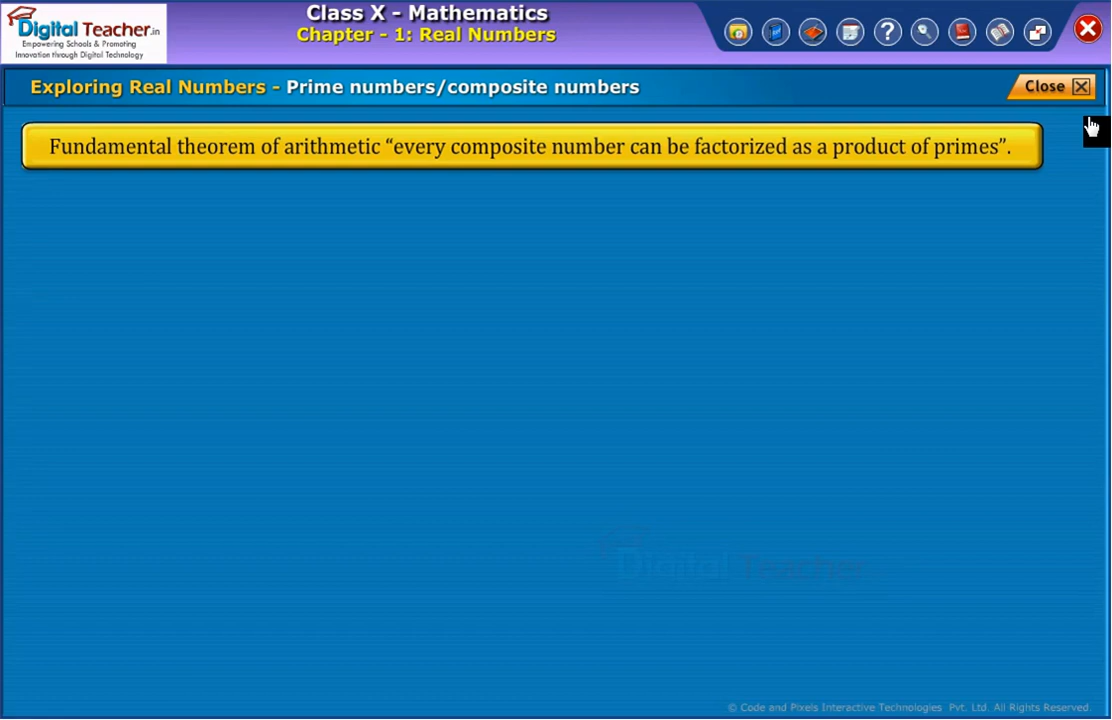 Digital Teacher.in
Empowering Schools & Promoting
Innovation through Digital Technology
Class X - Mathematics
Chapter - 1: Real Numbers
?
Exploring Real Numbers - Prime numbers/composite numbers
Close
Fundamental theorem of arithmetic “every composite number can be factorized as a product of primes”.
Digital Teacher
© Code and Pixels Interactive Technologies Pvt. Ltd. All Rights Reserved.